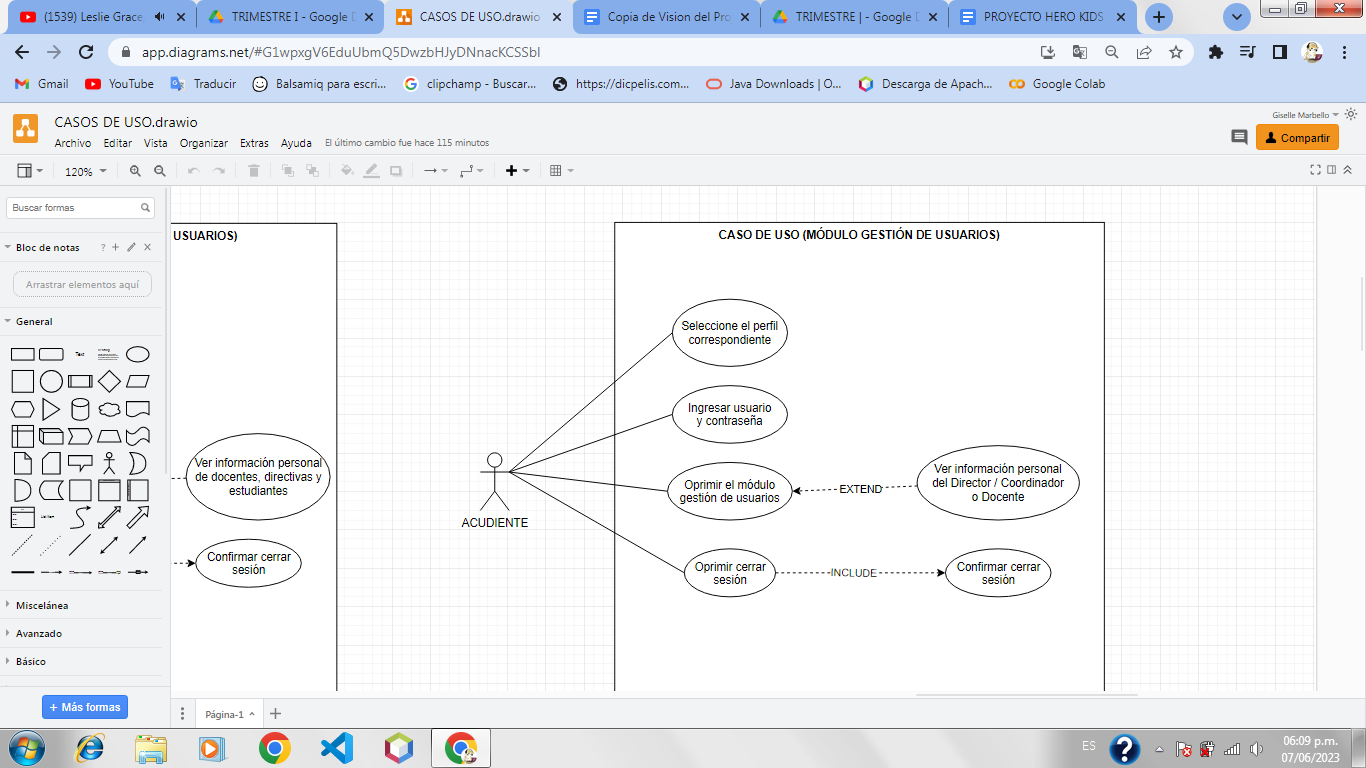 (1539) Leslie Grace
TRIMESTRE I - Google D
CASOS DE USO.drawio
Copia de Vision del Pro
TRIMESTRE | - Google D
PROYECTO HERO KIDS
app.diagrams.net/#G1wpxgV6EduUbmQ5DwzbHJyDNnacKCSSbI
Gmail
YouTube
Traducir
Balsamiq para escri...
clipchamp - Buscar...
https://dicpelis.com...
Java Downloads | O...
Descarga de Apach...
Google Colab
CASOS DE USO.drawio
Giselle Marbello
Archivo Editar Vista Organizar Extras Ayuda El último cambio fue hace 115 minutos
Compartir
120%
Buscar formas
Bloc de notas
Arrastrar elementos aquí
General
Text
Miscelánea
Avanzado
Básico
+ Más formas
USUARIOS)
Ver información personal
de docentes, directivas y
estudiantes
Confirmar cerrar
sesión
CASO DE USO (MÓDULO GESTIÓN DE USUARIOS)
Seleccione el perfil
correspondiente
Ingresar usuario
y contraseña
Oprimir el módulo
gestión de usuarios
EXTEND
Ver información personal
del Director / Coordinador
o Docente
ACUDIENTE
Oprimir cerrar
sesión
INCLUDE
Confirmar cerrar
sesión
Página-1
ES
06:09 p.m.
07/06/2023